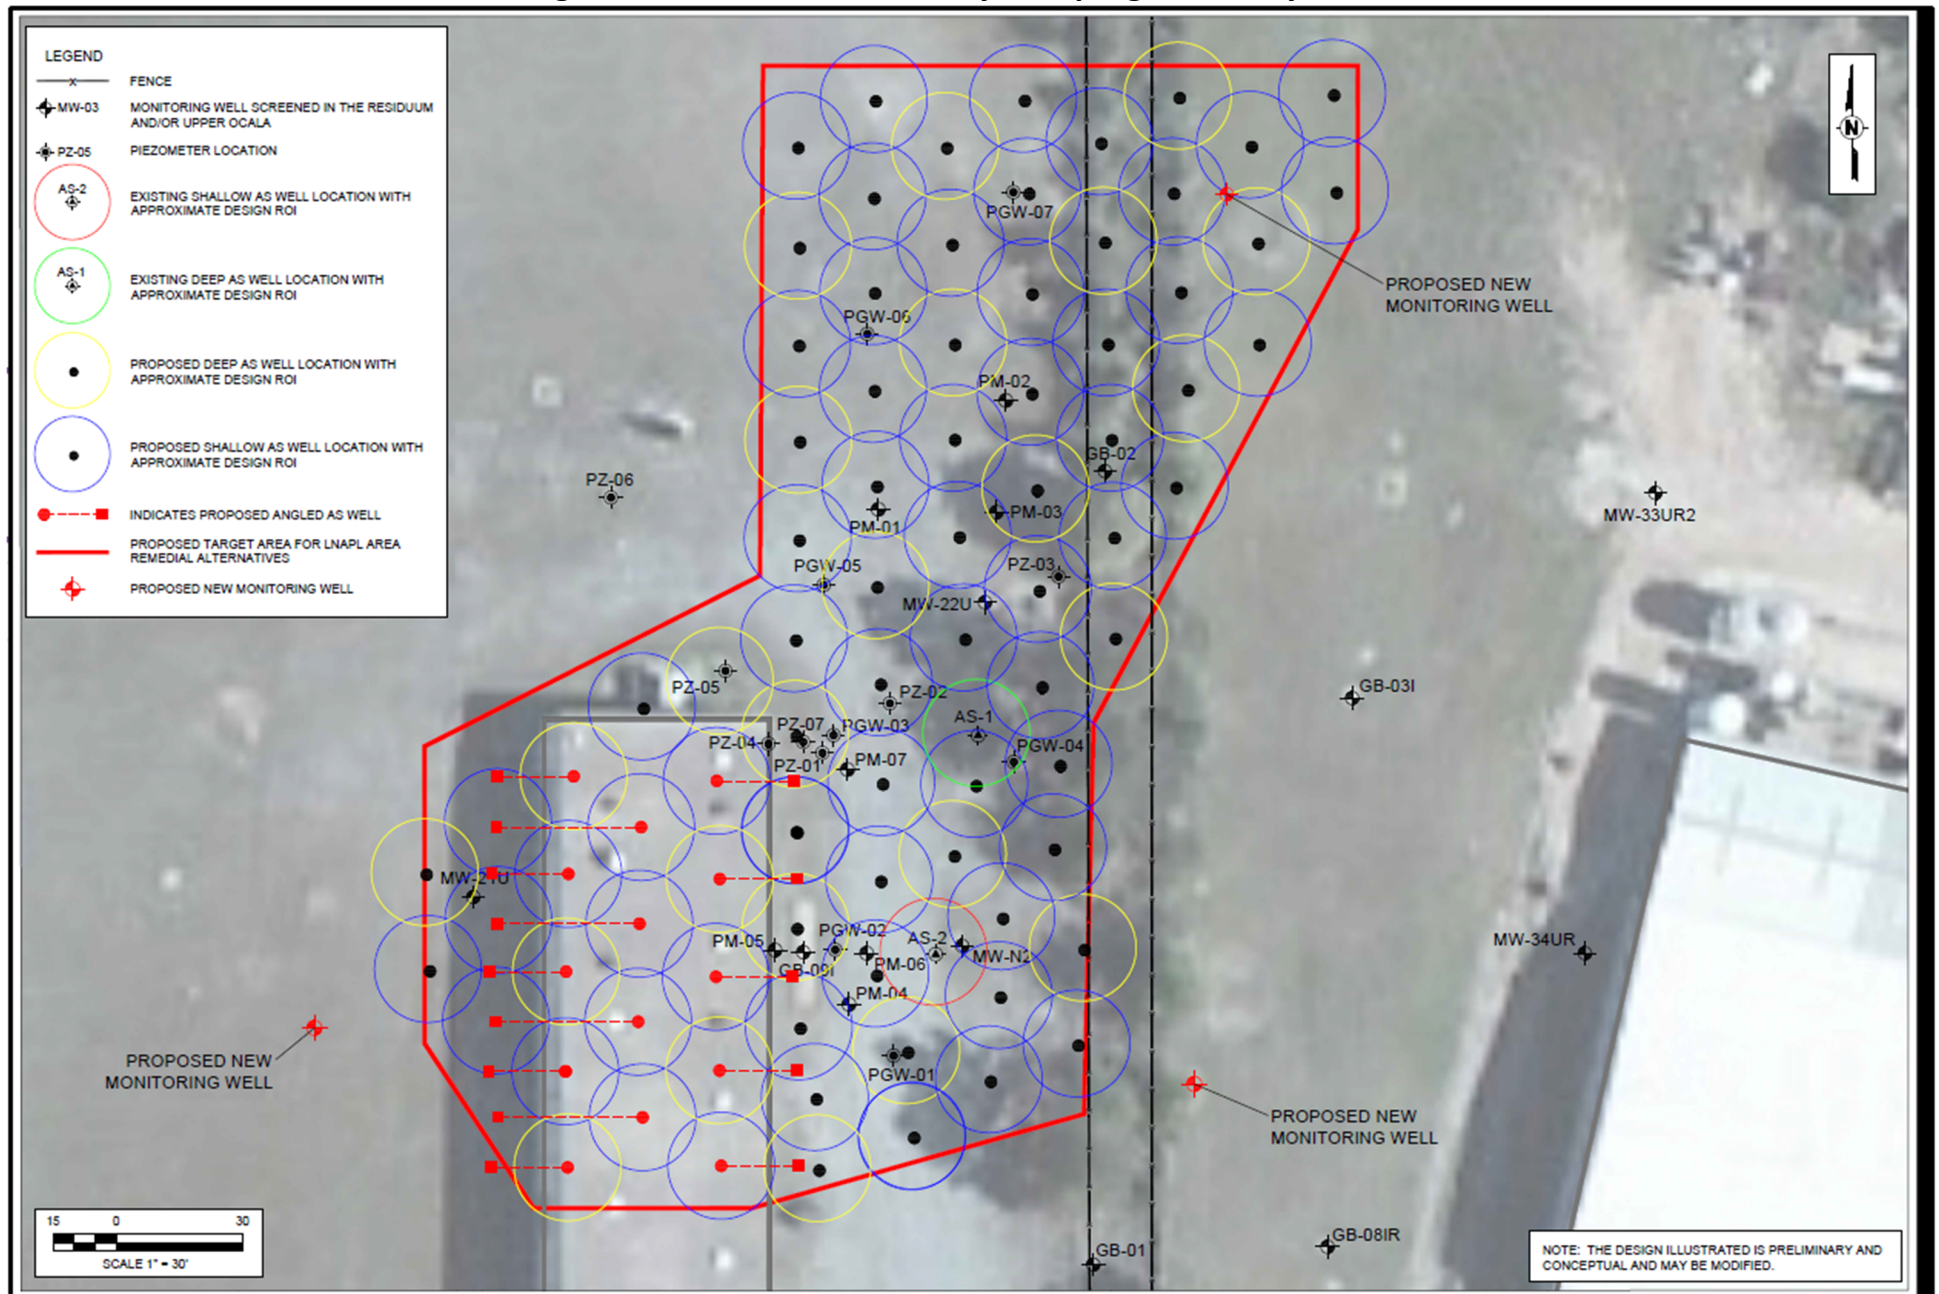 LEGEND
x
FENCE
MW-03
MONITORING WELL SCREENED IN THE RESIDUUM
AND/OR UPPER OCALA
PZ-05
PIEZOMETER LOCATION
AS-2
EXISTING SHALLOW AS WELL LOCATION WITH
APPROXIMATE DESIGN ROI
AS-1
EXISTING DEEP AS WELL LOCATION WITH
APPROXIMATE DESIGN ROI
PROPOSED DEEP AS WELL LOCATION WITH
APPROXIMATE DESIGN ROI
PROPOSED SHALLOW AS WELL LOCATION WITH
APPROXIMATE DESIGN ROI
INDICATES PROPOSED ANGLED AS WELL
PROPOSED TARGET AREA FOR LNAPL AREA
REMEDIAL ALTERNATIVES
PROPOSED NEW MONITORING WELL
N
PGW-07
PROPOSED NEW
MONITORING WELL
PGW-06
PM-02
GB-02
PZ-06
PM-01
PM-03
MW-33UR2
PGW-05
PZ-03
MW-22U
PZ-05
PZ-02
GB-03I
AS-1
PZ-07
PGW-03
PZ-04
PGW-04
PZ-01
PM-07
MW-21U
PM-05
PGW-02
AS-2
MW-34UR
GB-09I
PM-06
MW-N2
PM-04
PROPOSED NEW
MONITORING WELL
PGW-01
PROPOSED NEW
MONITORING WELL
15 0 30
SCALE 1" = 30'
GB-01
GB-08IR
NOTE: THE DESIGN ILLUSTRATED IS PRELIMINARY AND
CONCEPTUAL AND MAY BE MODIFIED.